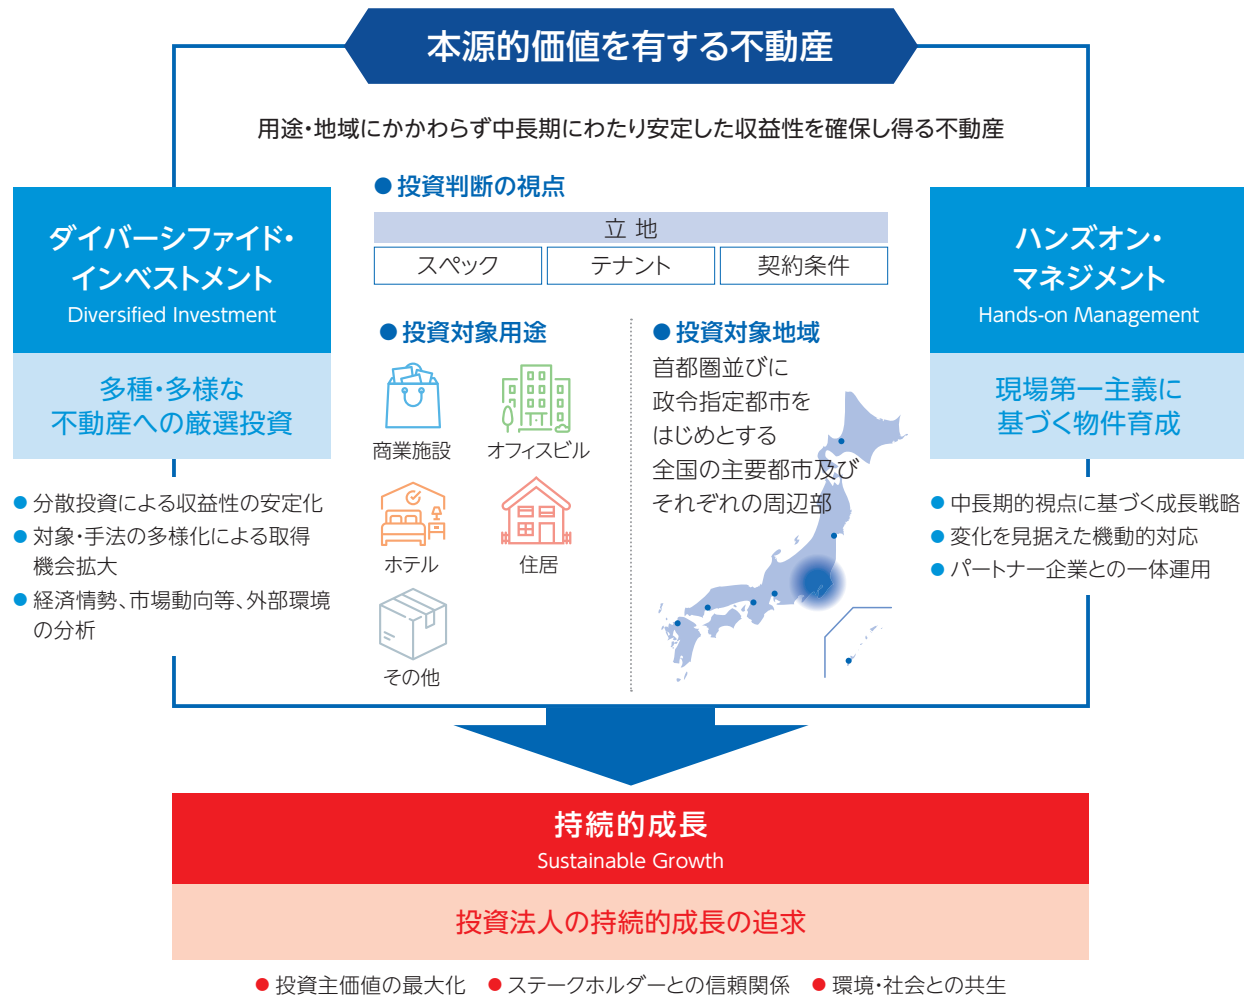 本源的価値を有する不動産
用途・地域にかかわらず中長期にわたり安定した収益性を確保し得る不動産
ダイバーシファイド・
インベストメント
Diversified Investment
多種・多様な
不動産への厳選投資
● 分散投資による収益性の安定化
● 対象・手法の多様化による取得
機会拡大
● 経済情勢、市場動向等、外部環境
の分析
● 投資判断の視点
立 地
スペック
テナント
契約条件
● 投資対象用途
商業施設
オフィスビル
ホテル
住居
その他
● 投資対象地域
首都圏並びに
政令指定都市を
はじめとする
全国の主要都市及び
それぞれの周辺部
ハンズオン・
マネジメント
Hands-on Management
現場第一主義に
基づく物件育成
● 中長期的視点に基づく成長戦略
● 変化を見据えた機動的対応
● パートナー企業との一体運用
持続的成長
Sustainable Growth
投資法人の持続的成長の追求
● 投資主価値の最大化 ● ステークホルダーとの信頼関係 ● 環境・社会との共生